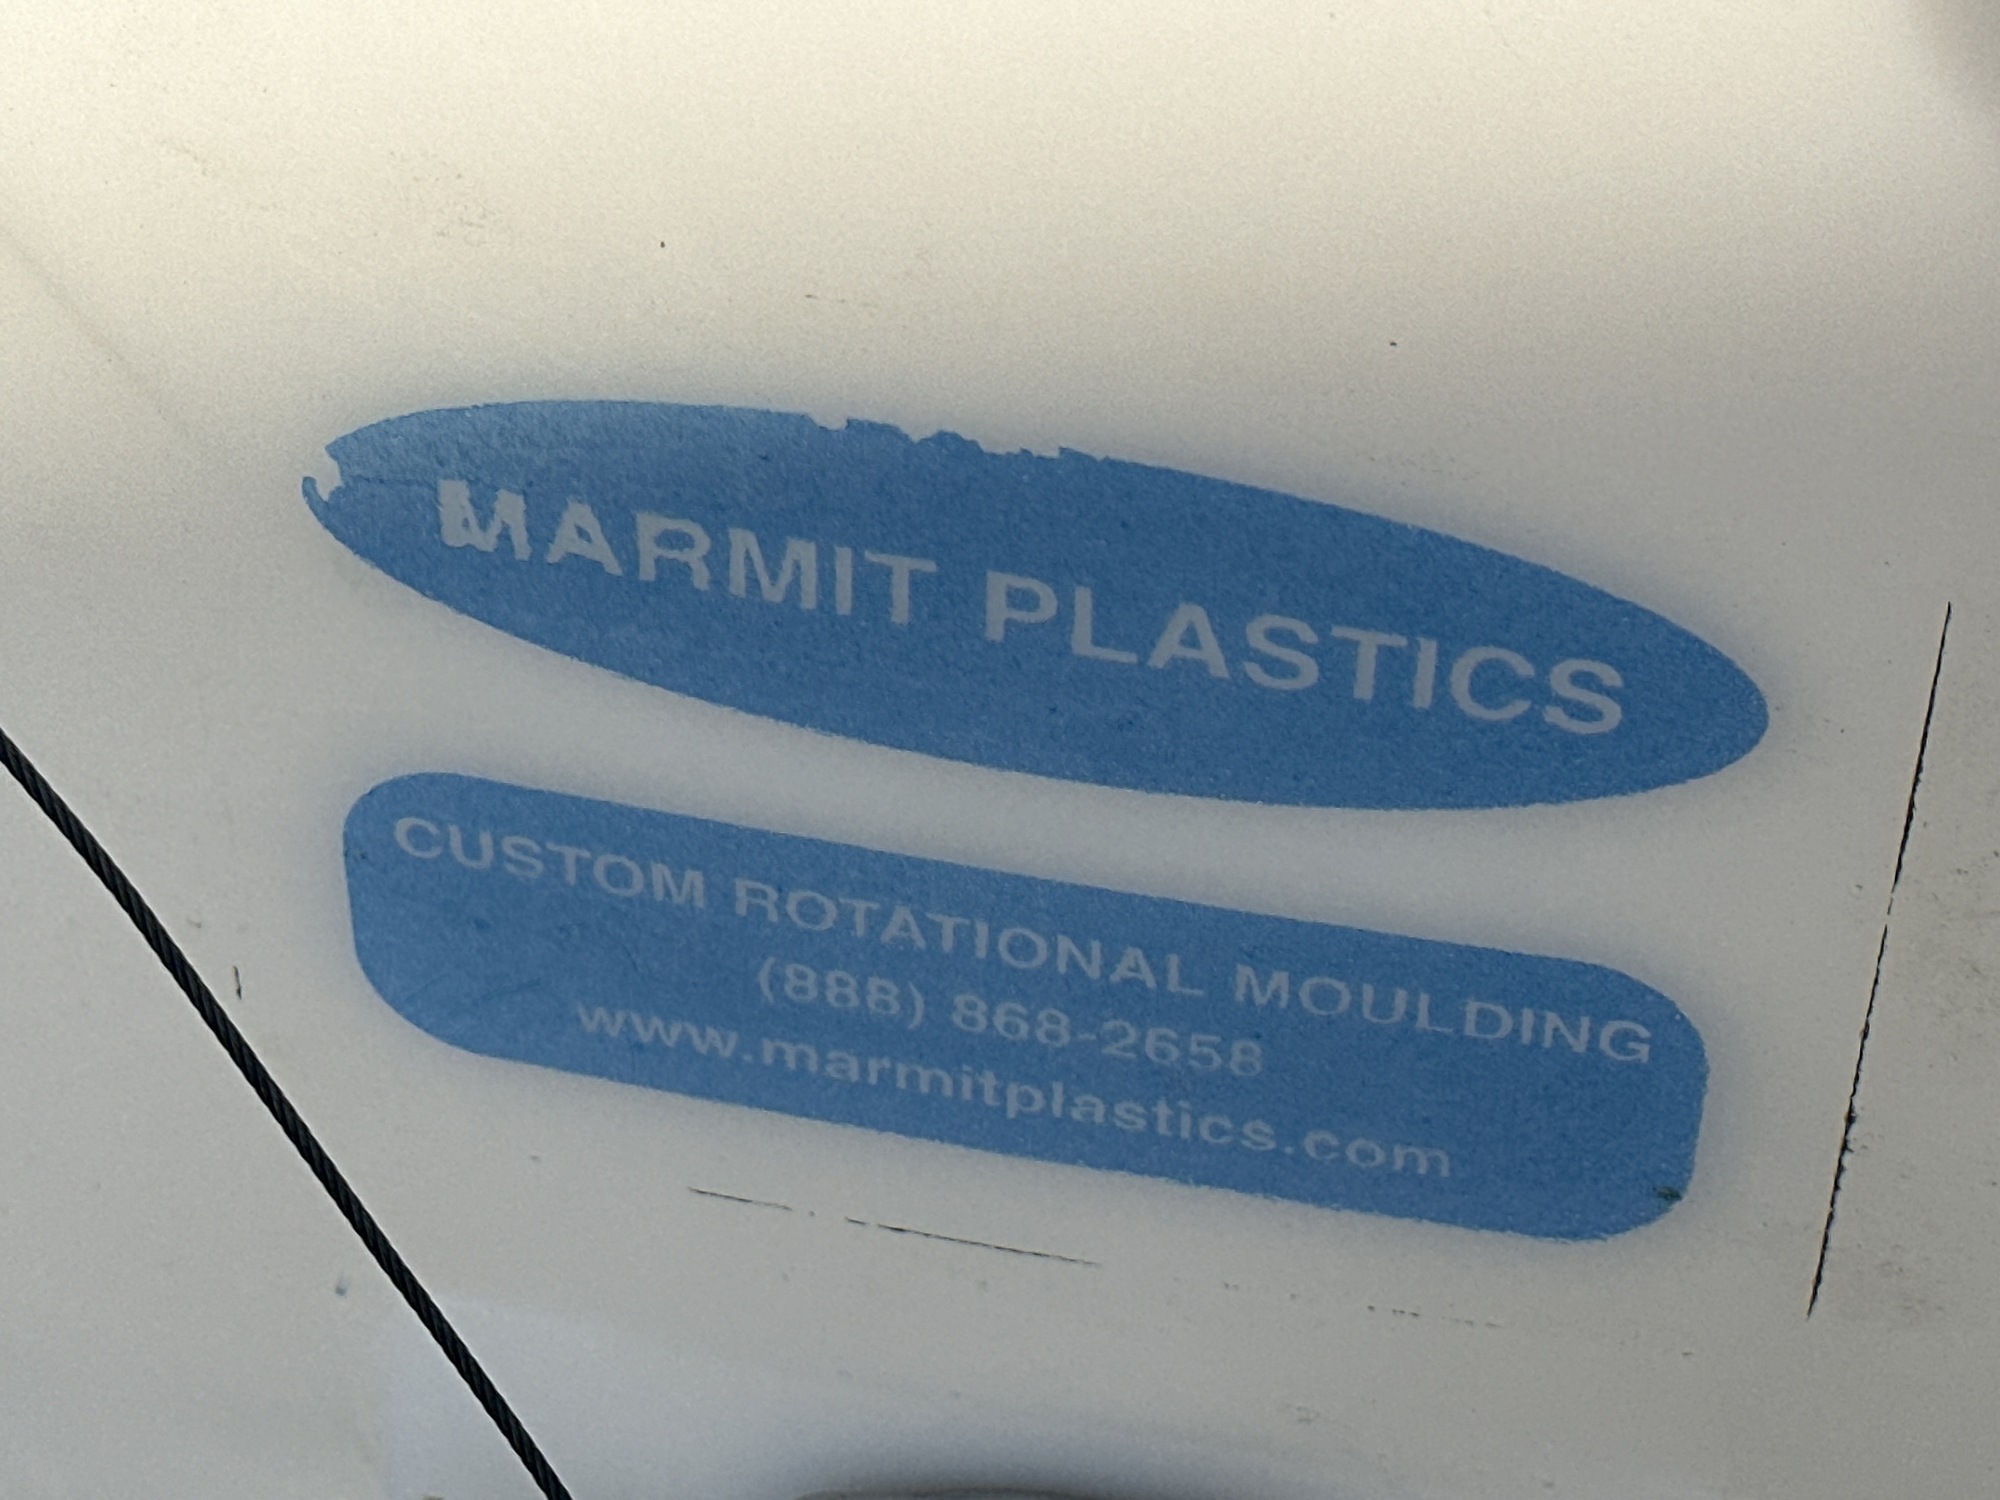 MARMIT PLASTICS
CUSTOM ROTATIONAL MOULDING
(888) 868-2658
www.marmitplastics.com